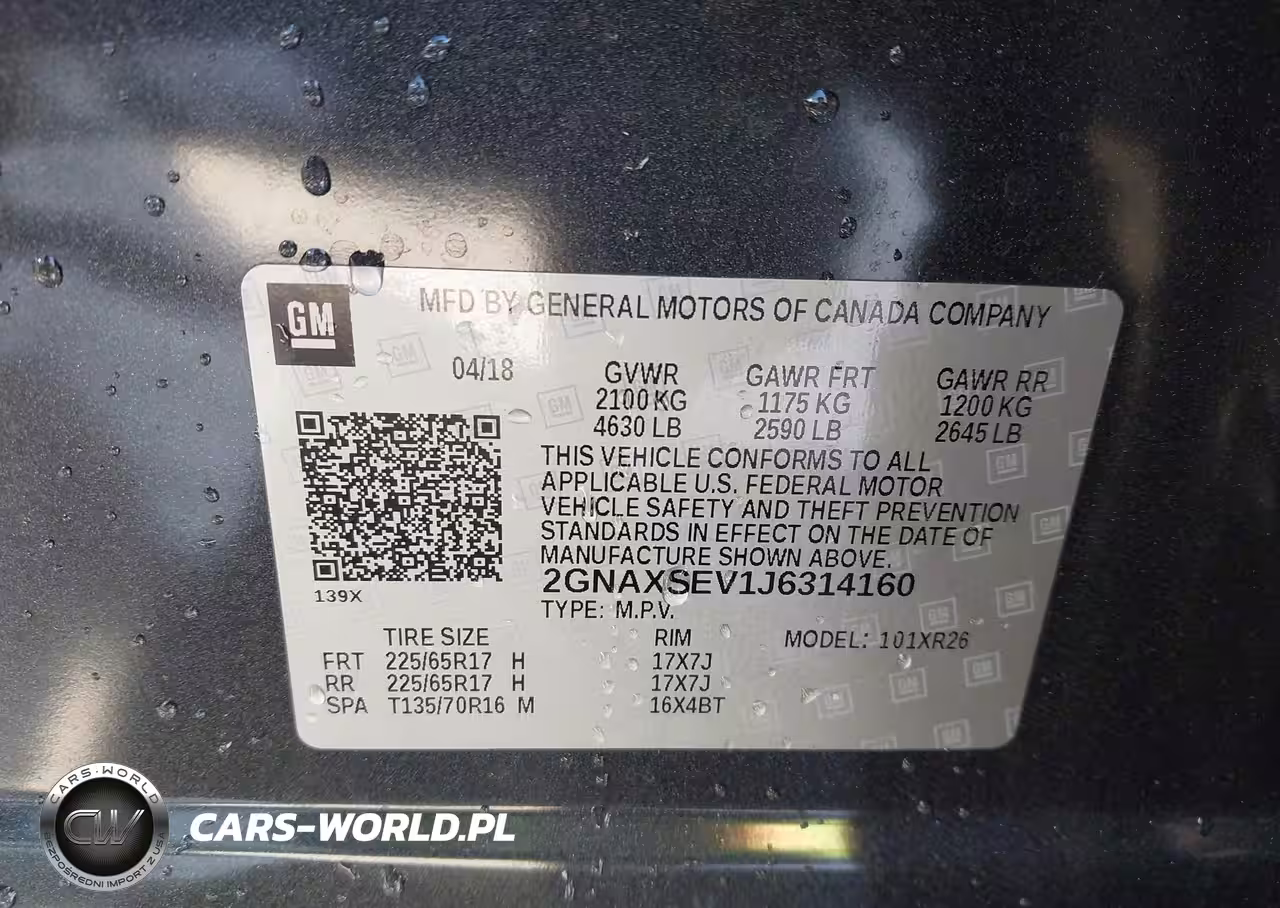 GM
MFD BY GENERAL MOTORS OF CANADA COMPANY
04/18 GVWR GAWR FRT GAWR RR
2100 KG 1175 KG 1200 KG
4630 LB 2590 LB 2645 LB
THIS VEHICLE CONFORMS TO ALL
APPLICABLE U.S. FEDERAL MOTOR
VEHICLE SAFETY AND THEFT PREVENTION
STANDARDS IN EFFECT ON THE DATE OF
MANUFACTURE SHOWN ABOVE.
2GNAXSEV1J6314160
139X
TYPE: M.P.V.
TIRE SIZE RIM MODEL: 101XR26
FRT 225/65R17 H 17X7J
RR 225/65R17 H 17X7J
SPA T135/70R16 M 16X4BT
CARS-WORLD
CW
BEZPOŚREDNI IMPORT Z USA
CARS-WORLD.PL